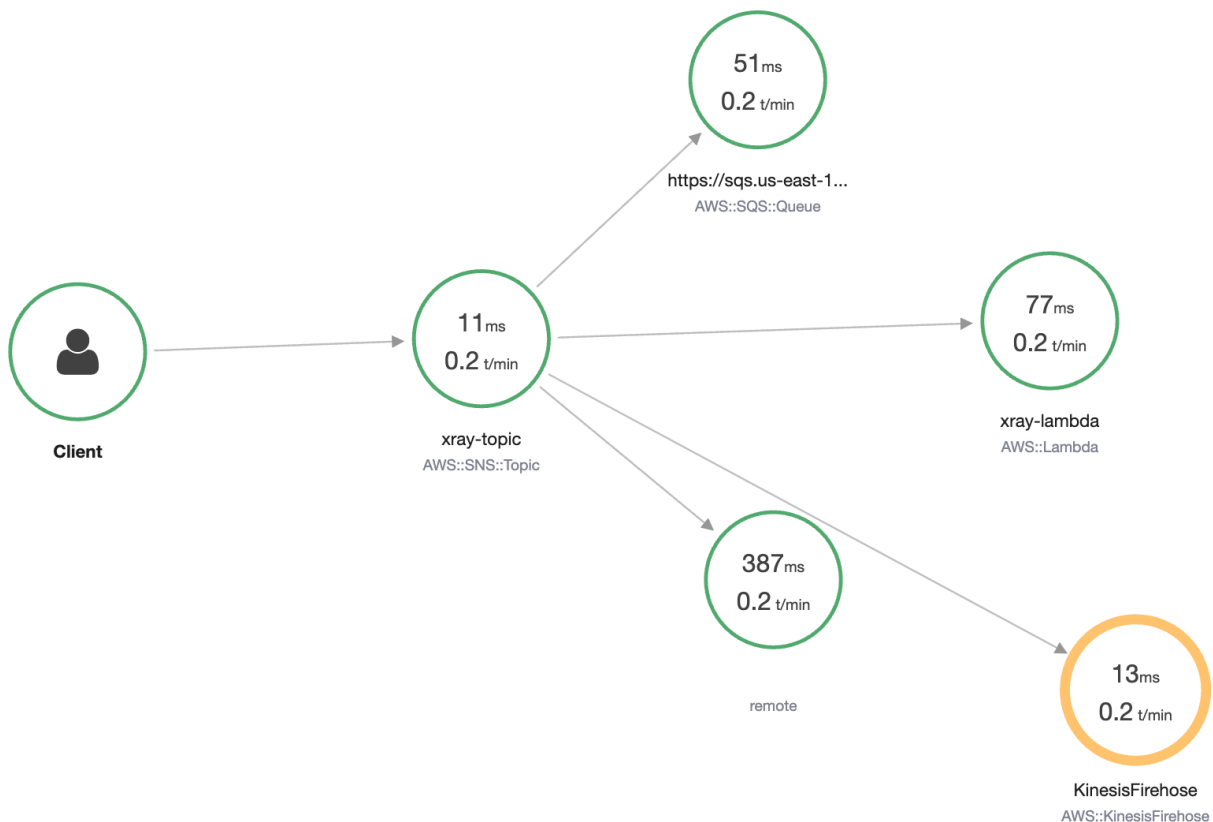 51ms
0.2 t/min
https://sqs.us-east-1...
AWS::SQS::Queue
Client
11ms
0.2 t/min
xray-topic
AWS::SNS::Topic
77ms
0.2 t/min
xray-lambda
AWS::Lambda
387ms
0.2 t/min
remote
13ms
0.2 t/min
KinesisFirehose
AWS::KinesisFirehose